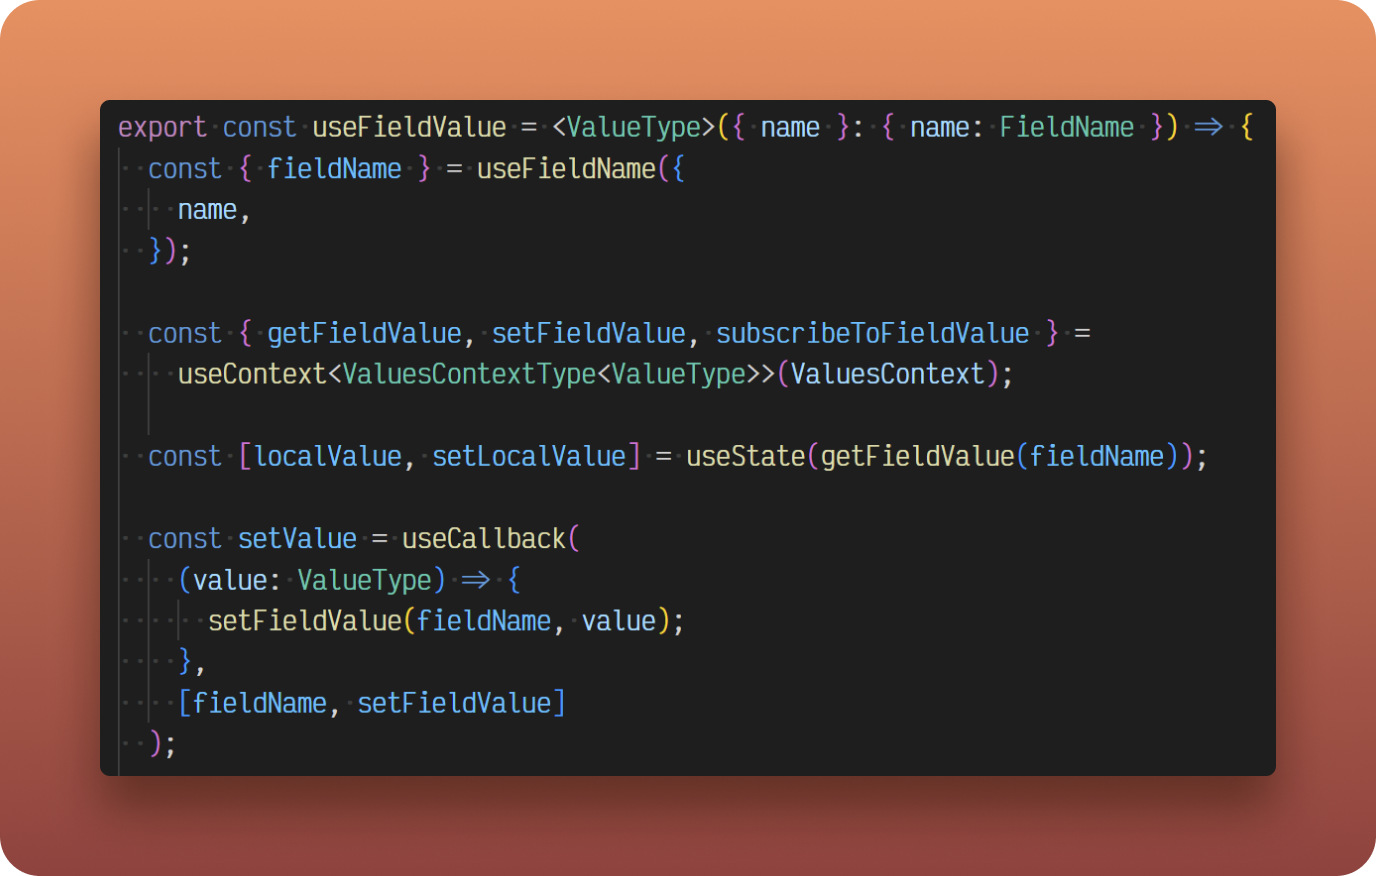 export const useFieldValue = <ValueType>({ name }: { name: FieldName }) => {
  const { fieldName } = useFieldName({
    name,
  });

  const { getFieldValue, setFieldValue, subscribeToFieldValue } =
    useContext<ValuesContextType<ValueType>>(ValuesContext);

  const [localValue, setLocalValue] = useState(getFieldValue(fieldName));

  const setValue = useCallback(
    (value: ValueType) => {
      setFieldValue(fieldName, value);
    },
    [fieldName, setFieldValue]
  );